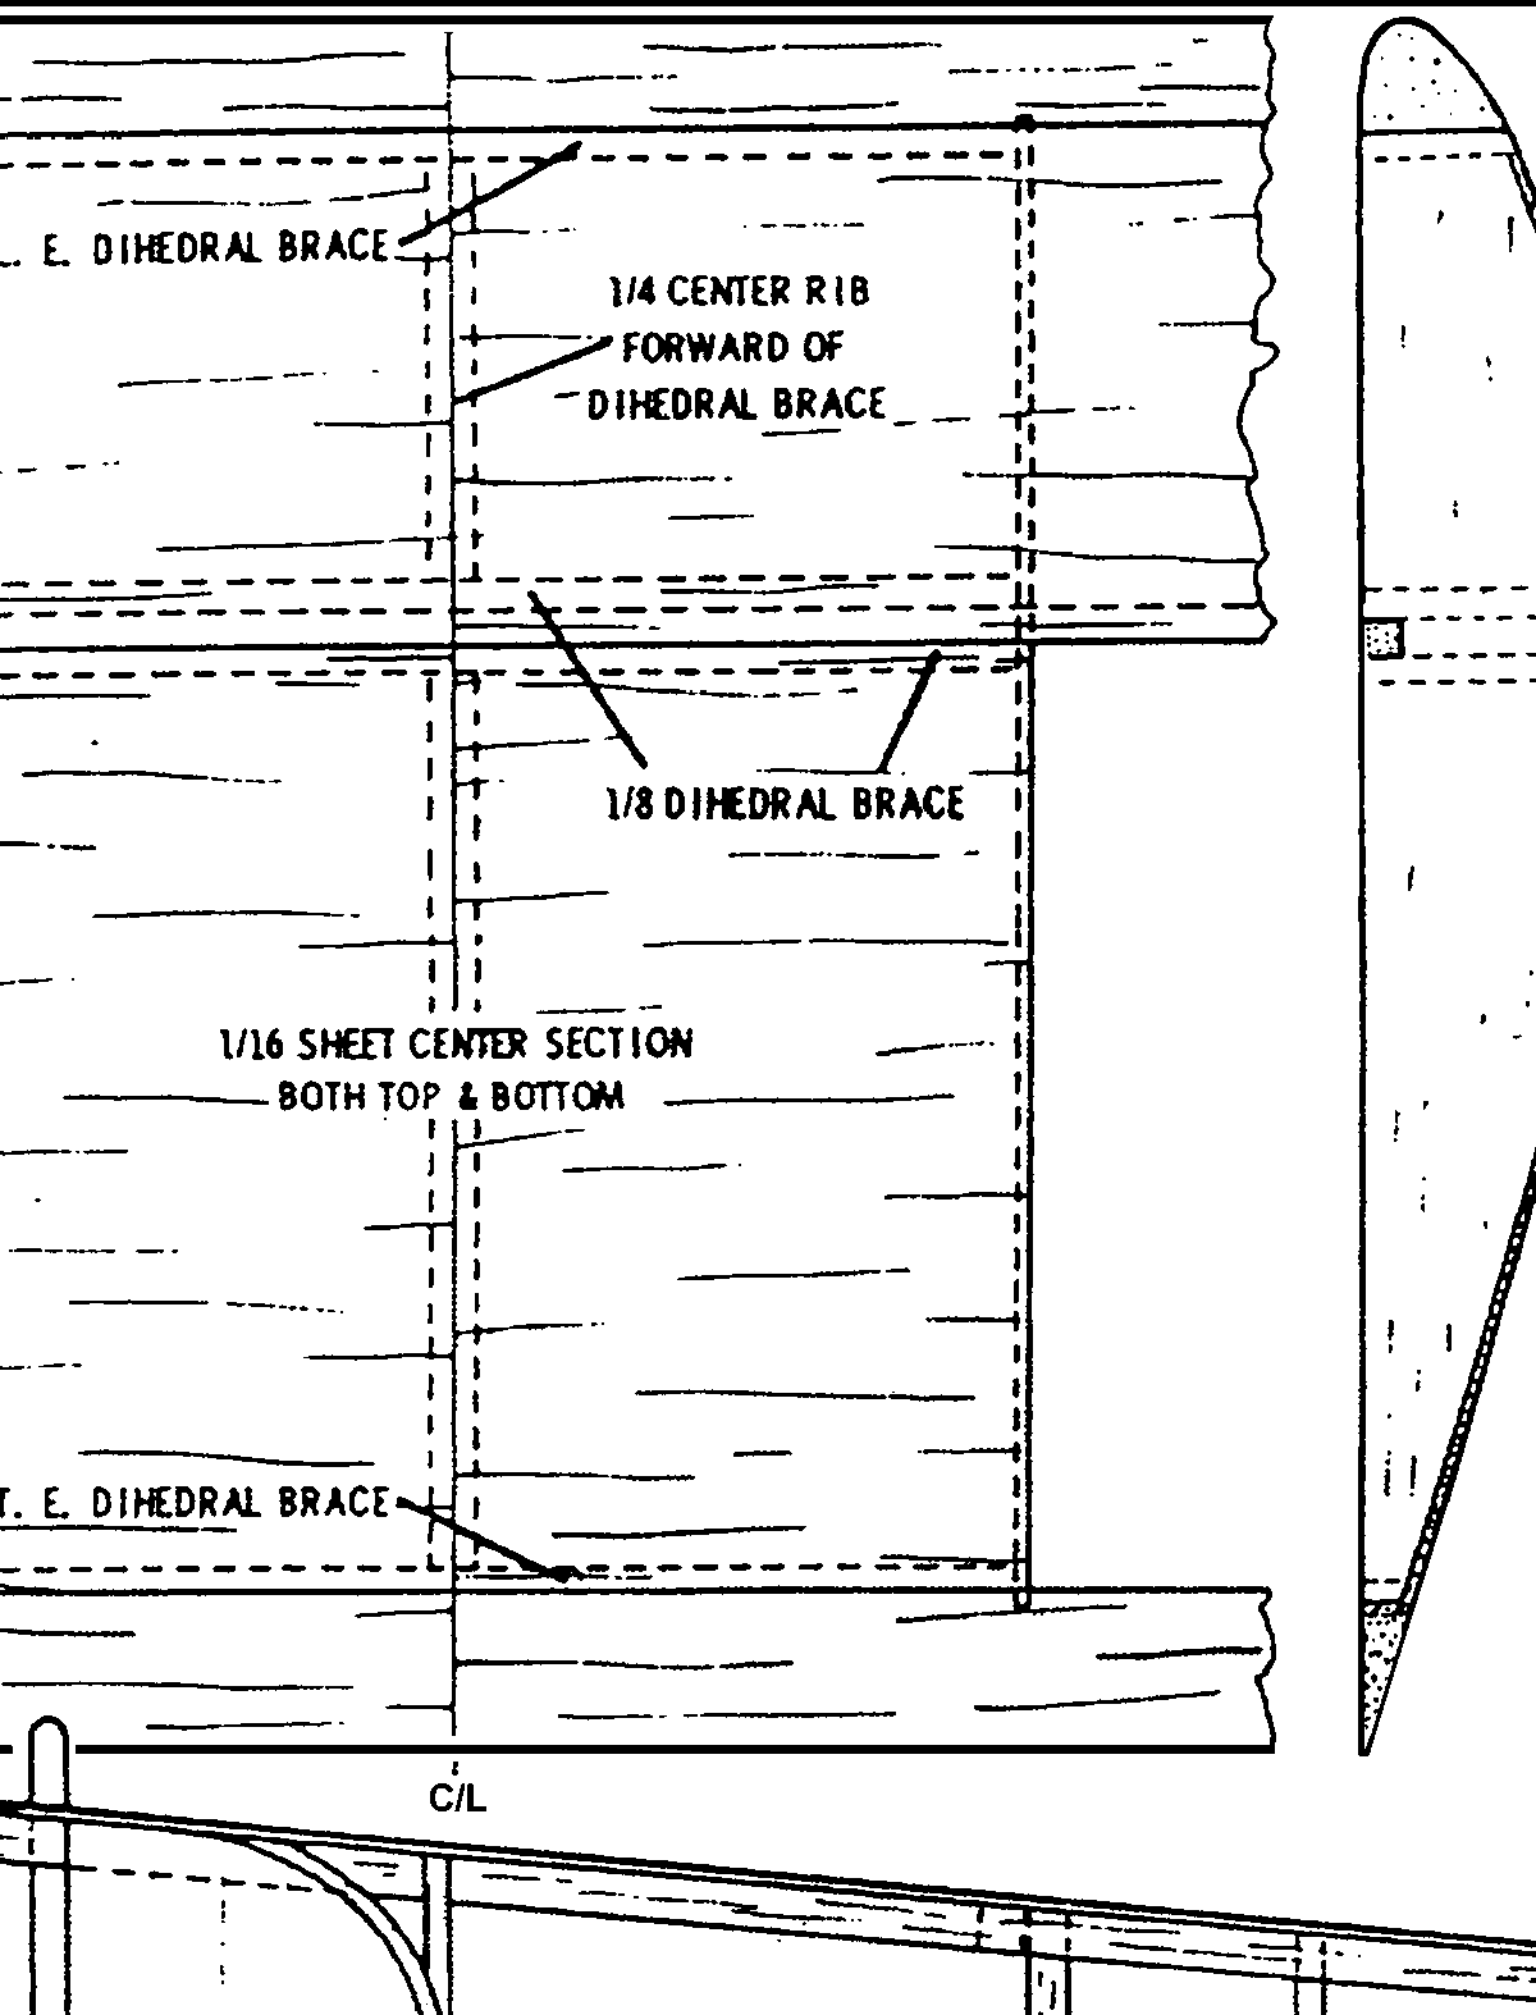 . E. DIHEDRAL BRACE
1/4 CENTER RIB
FORWARD OF
DIHEDRAL BRACE
1/8 DIHEDRAL BRACE
1/16 SHEET CENTER SECTION
BOTH TOP & BOTTOM
T. E. DIHEDRAL BRACE
C/L